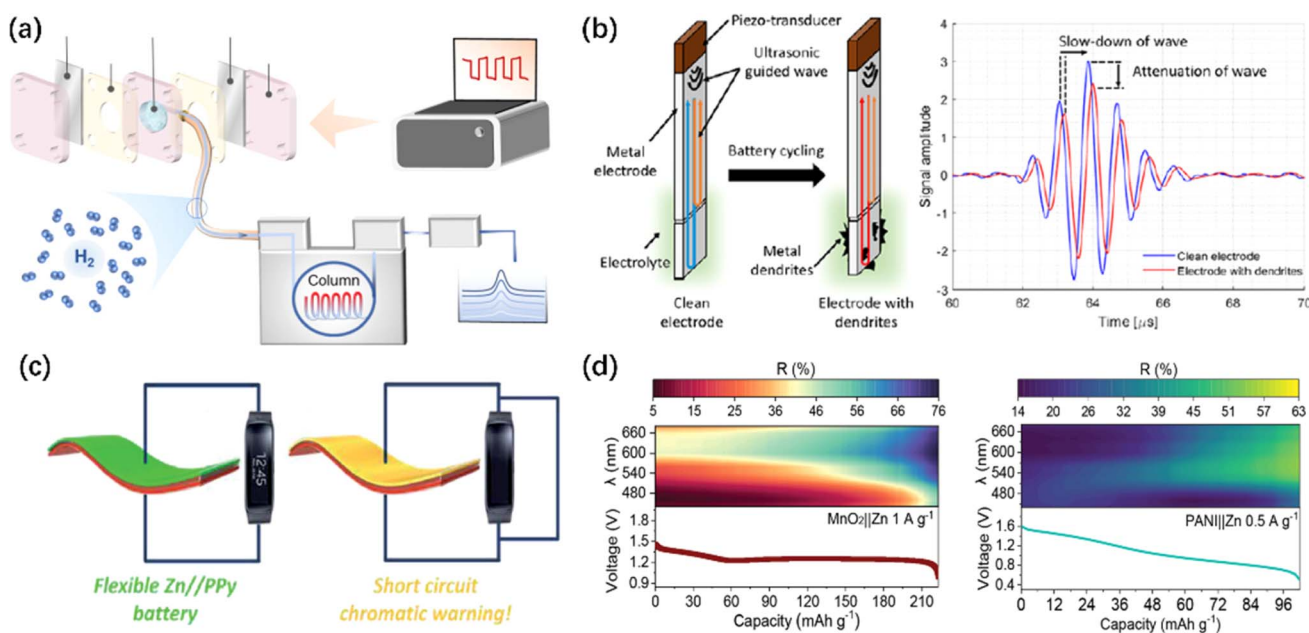 (a)
H₂
Column
(b)
Piezo-transducer
Ultrasonic
guided wave
Metal
electrode
Battery cycling
Electrolyte
Metal
dendrites
Clean
electrode
Electrode with
dendrites
Slow-down of wave
Attenuation of wave
Signal amplitude
4
3
2
1
0
-1
-2
-3
Clean electrode
Electrode with dendrites
60 62 64 66 68 70
Time [μs]
(c)
12:45
Flexible Zn//PPy
battery
Short circuit
chromatic warning!
(d)
R (%)
5 15 25 36 46 56 66 76
λ (nm)
660
600
540
480
MnO₂||Zn 1 A g⁻¹
Voltage (V)
1.8
1.5
1.2
0.9
0 30 60 90 120 150 180 210
Capacity (mAh g⁻¹)
R (%)
14 20 26 32 39 45 51 57 63
λ (nm)
660
600
540
480
PANI||Zn 0.5 A g⁻¹
Voltage (V)
1.6
1.2
0.8
0.4
0 12 24 36 48 60 72 84 96
Capacity (mAh g⁻¹)